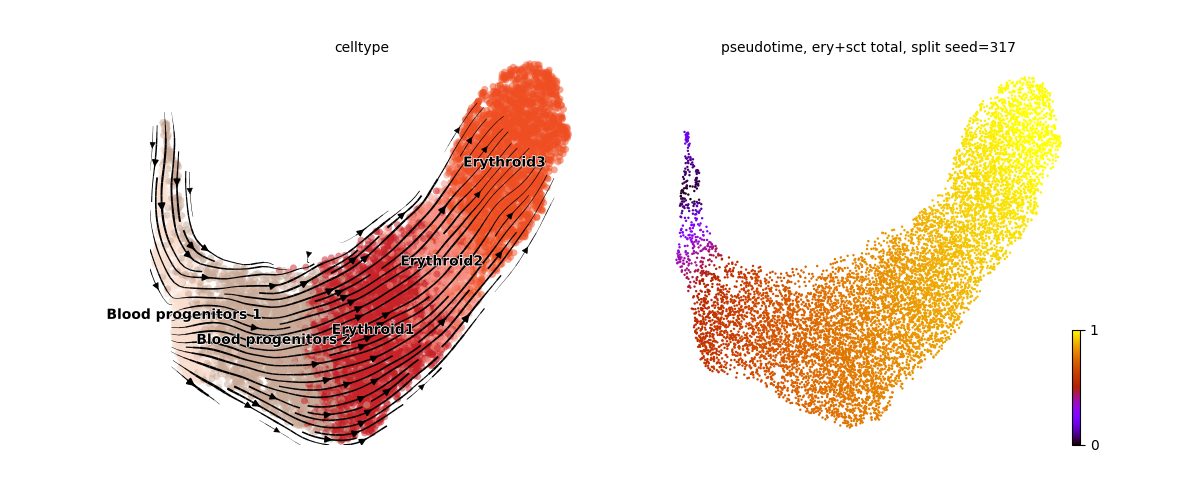 celltype
pseudotime, ery+sct total, split seed=317
Erythroid3
Erythroid2
Blood progenitors 1
Erythroid1
Blood progenitors 2
1
0